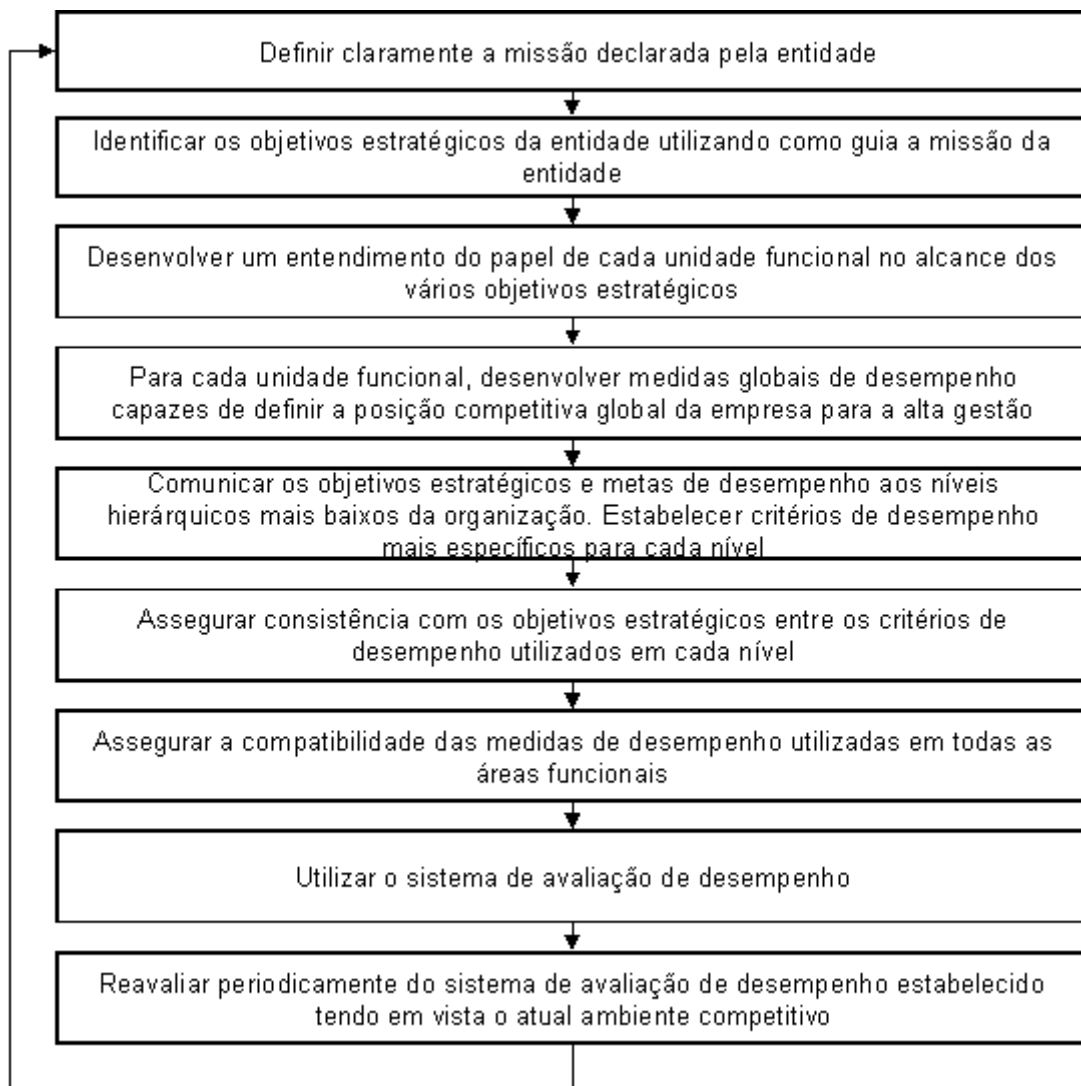 Definir claramente a missão declarada pela entidade
Identificar os objetivos estratégicos da entidade utilizando como guia a missão da
entidade
Desenvolver um entendimento do papel de cada unidade funcional no alcance dos
vários objetivos estratégicos
Para cada unidade funcional, desenvolver medidas globais de desempenho
capazes de definir a posição competitiva global da empresa para a alta gestão
Comunicar os objetivos estratégicos e metas de desempenho aos níveis
hierárquicos mais baixos da organização. Estabelecer critérios de desempenho
mais específicos para cada nível
Assegurar consistência com os objetivos estratégicos entre os critérios de
desempenho utilizados em cada nível
Assegurar a compatibilidade das medidas de desempenho utilizadas em todas as
áreas funcionais
Utilizar o sistema de avaliação de desempenho
Reavaliar periodicamente do sistema de avaliação de desempenho estabelecido
tendo em vista o atual ambiente competitivo